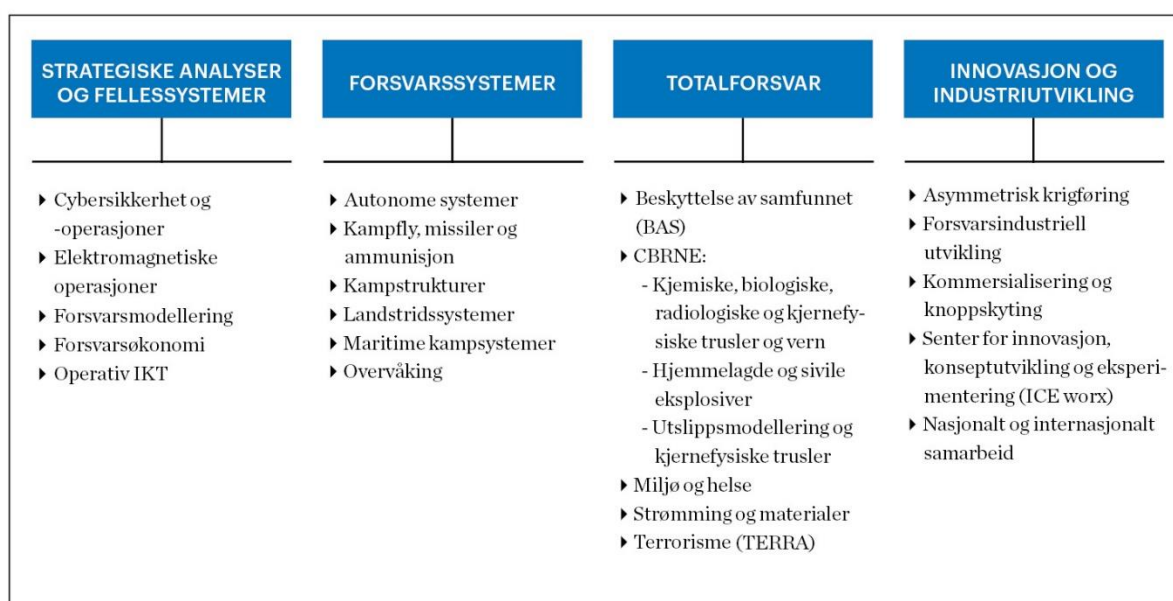 STRATEGISKE ANALYSER
OG FELLESSYSTEMER
▸ Cybersikkerhet og
-operasjoner
▸ Elektromagnetiske
operasjoner
▸ Forsvarsmodellering
▸ Forsvarsøkonomi
▸ Operativ IKT
FORSVARSSYSTEMER
▸ Autonome systemer
▸ Kampfly, missiler og
ammunisjon
▸ Kampstrukturer
▸ Landstridssystemer
▸ Maritime kampsystemer
▸ Overvåking
TOTALFORSVAR
▸ Beskyttelse av samfunnet
(BAS)
▸ CBRNE:
- Kjemiske, biologiske,
radiologiske og kjernefy-
siske trusler og vern
- Hjemmelagde og sivile
eksplosiver
- Utslippsmodellering og
kjernefysiske trusler
▸ Miljø og helse
▸ Strømming og materialer
▸ Terrorisme (TERRA)
INNOVASJON OG
INDUSTRIUTVIKLING
▸ Asymmetrisk krigføring
▸ Forsvarsindustriell
utvikling
▸ Kommersialisering og
knoppskyting
▸ Senter for innovasjon,
konseptutvikling og eksperi-
mentering (ICE worx)
▸ Nasjonalt og internasjonalt
samarbeid